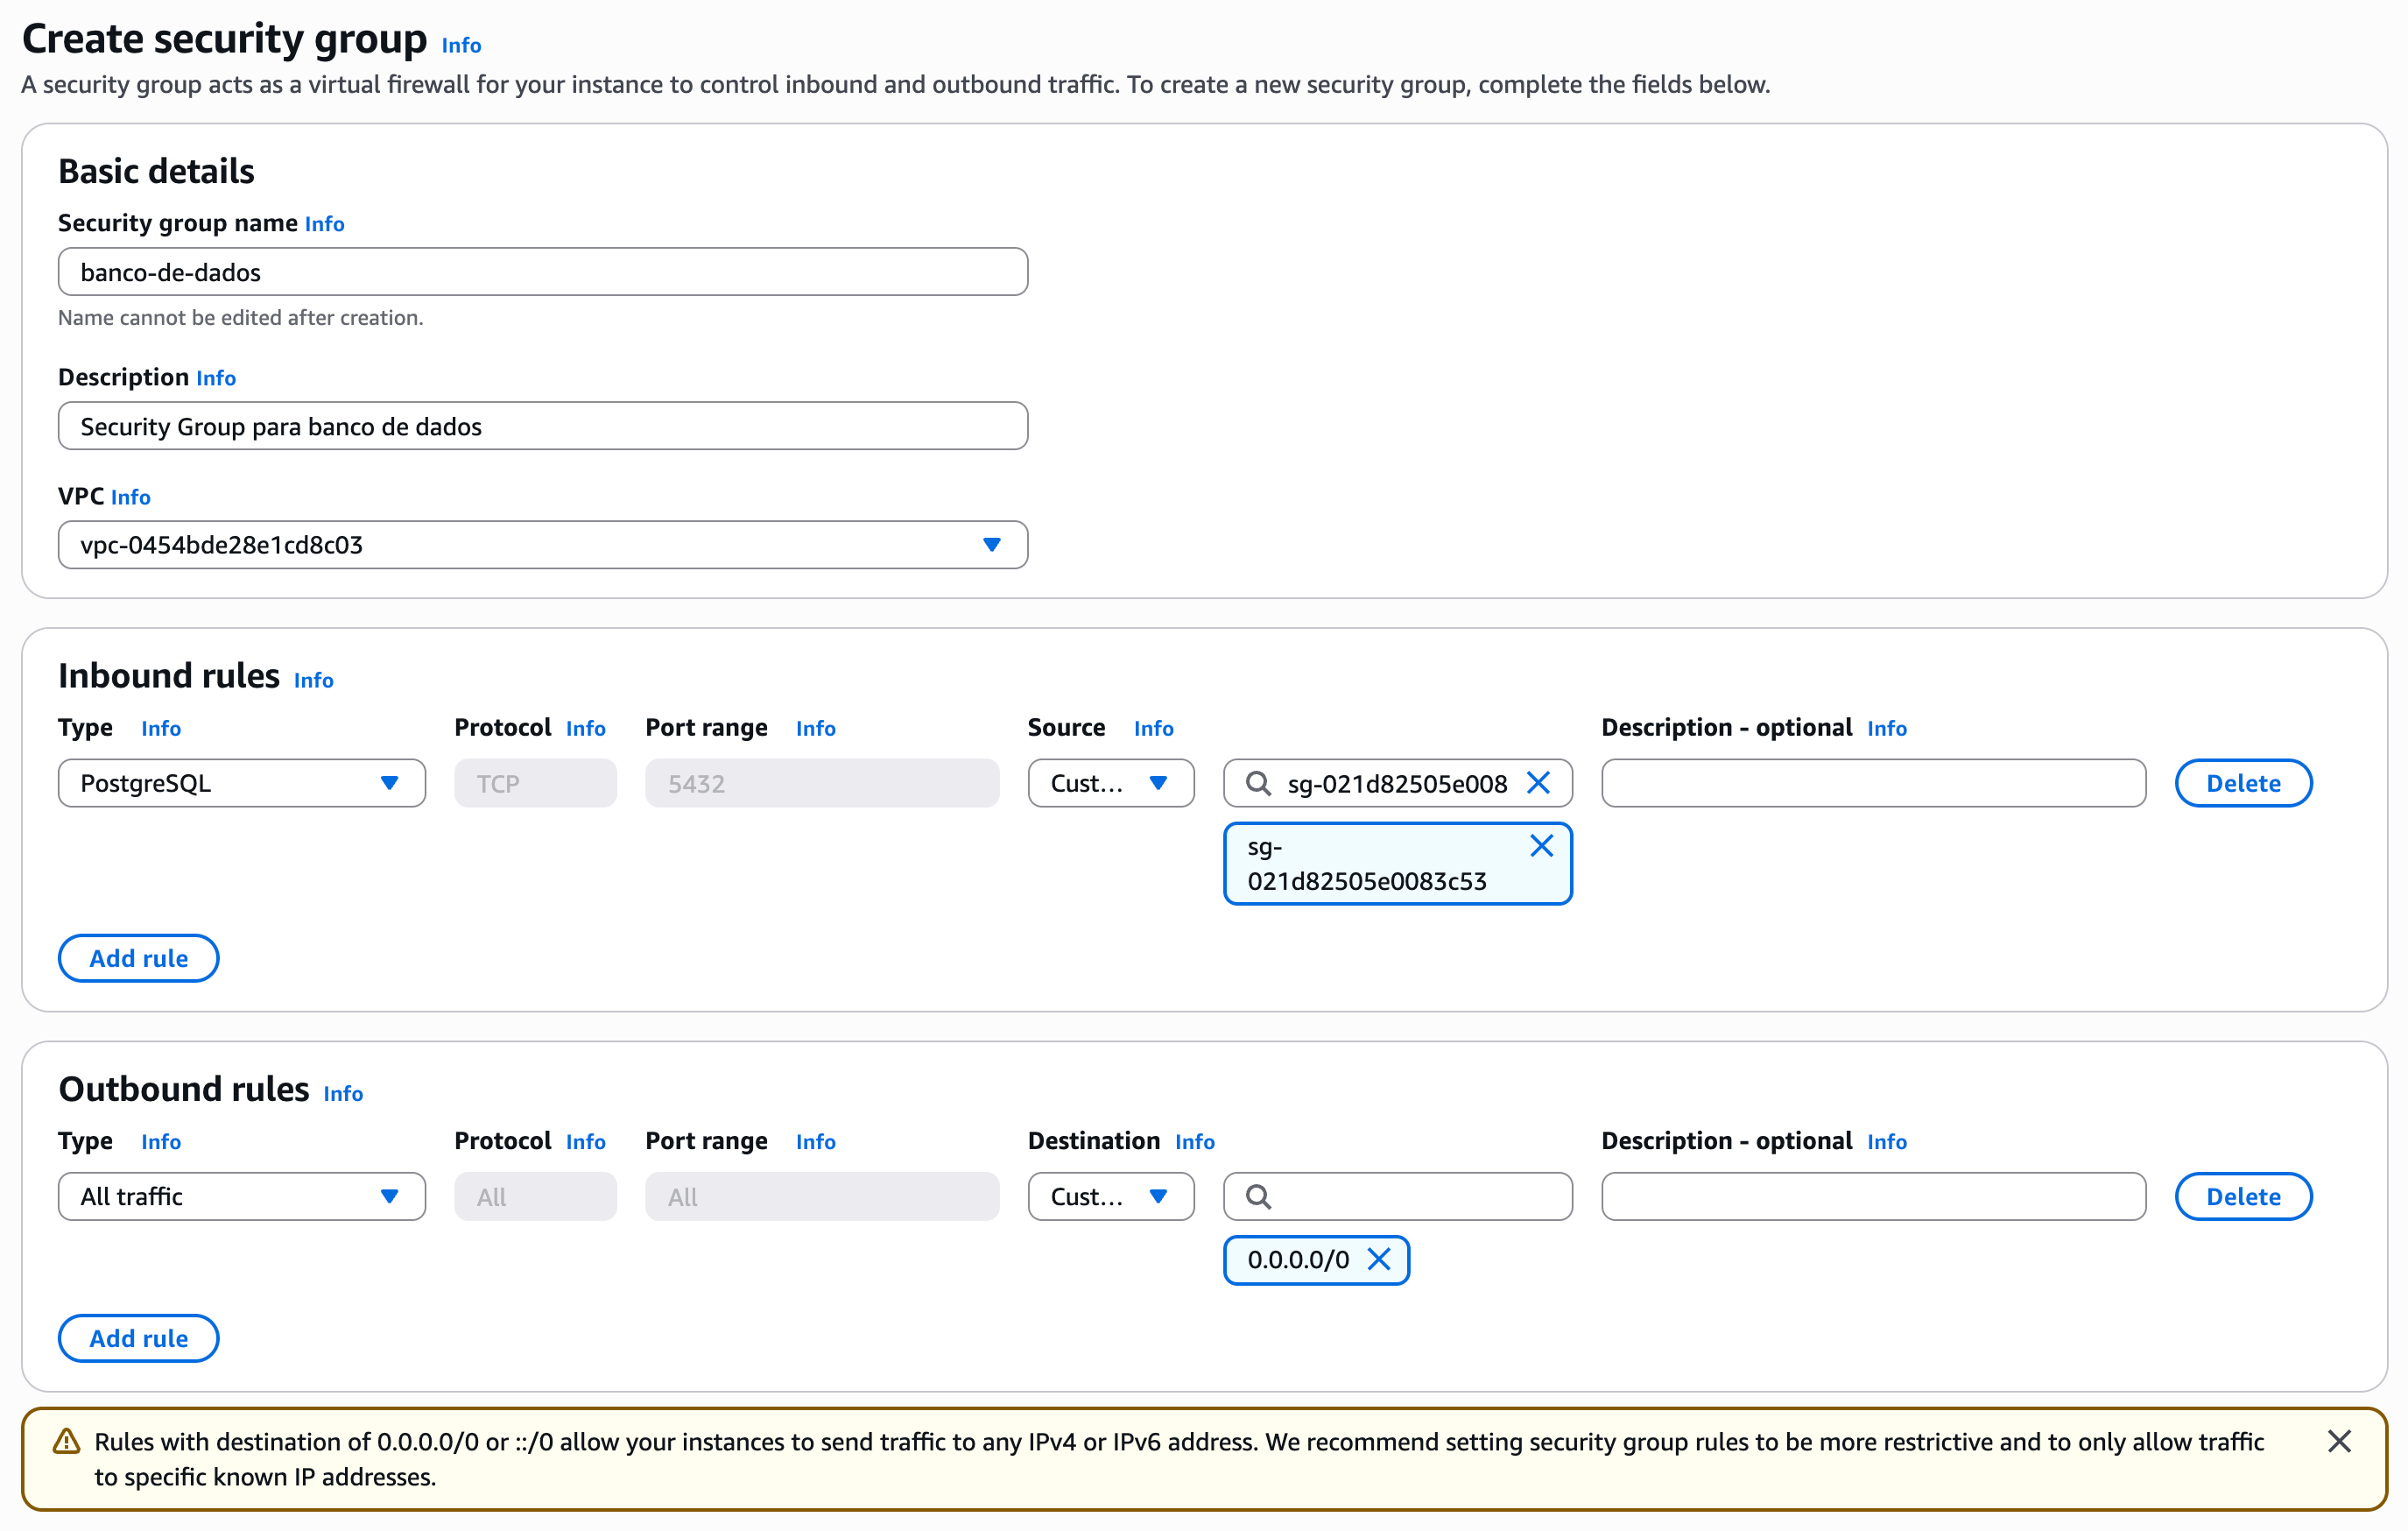 Create security group Info
A security group acts as a virtual firewall for your instance to control inbound and outbound traffic. To create a new security group, complete the fields below.
Basic details
Security group name Info
banco-de-dados
Name cannot be edited after creation.
Description Info
Security Group para banco de dados
VPC Info
vpc-0454bde28e1cd8c03
Inbound rules Info
Type Info Protocol Info Port range Info Source Info Description - optional Info
PostgreSQL TCP 5432 Cust... sg-021d82505e008 Delete
sg-
021d82505e0083c53
Add rule
Outbound rules Info
Type Info Protocol Info Port range Info Destination Info Description - optional Info
All traffic All All Cust... Delete
0.0.0.0/0
Add rule
Rules with destination of 0.0.0.0/0 or ::/0 allow your instances to send traffic to any IPv4 or IPv6 address. We recommend setting security group rules to be more restrictive and to only allow traffic
to specific known IP addresses.